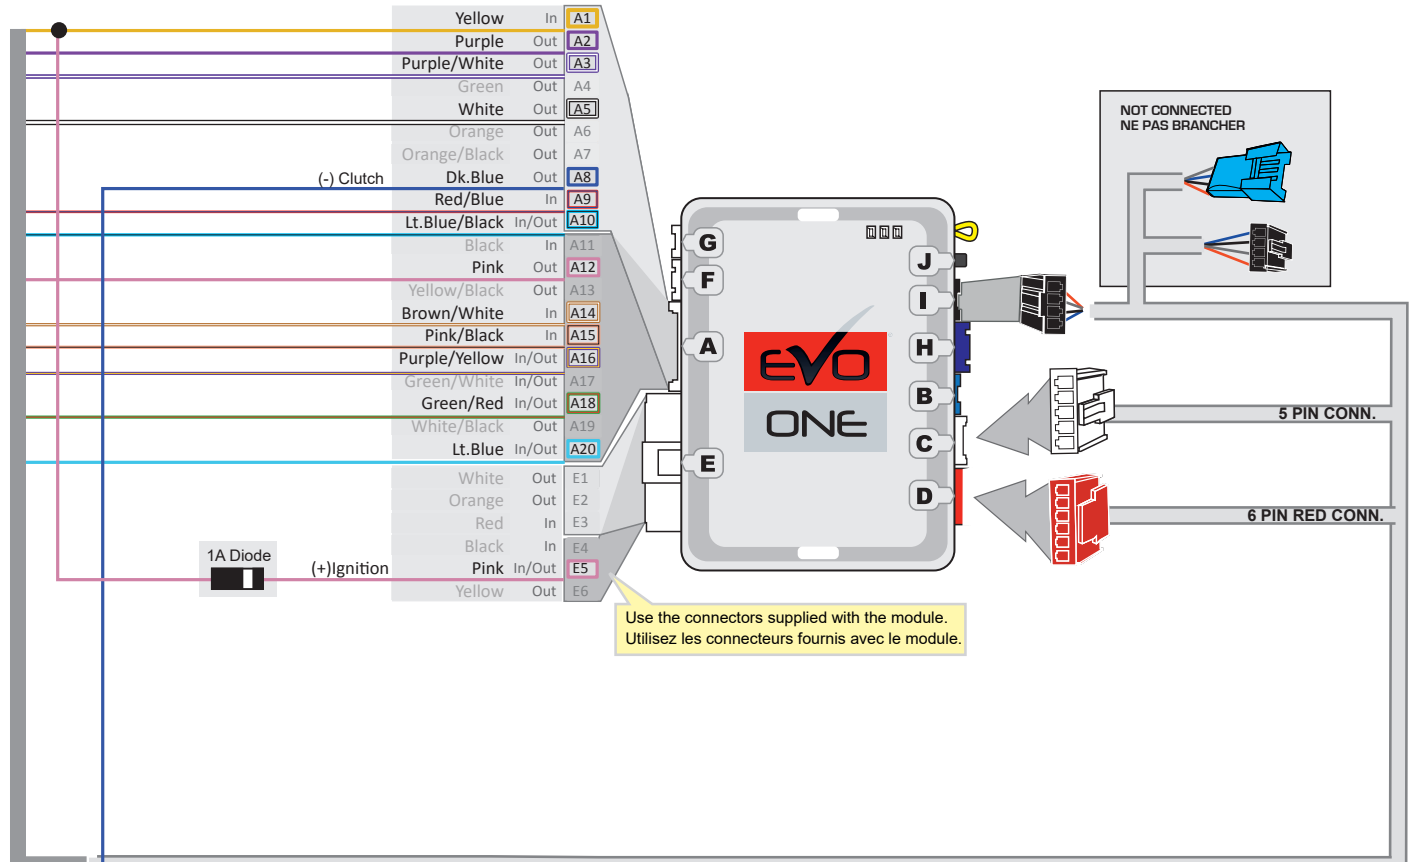 Yellow In A1
Purple Out A2
Purple/White Out A3
Green Out A4
White Out A5
Orange Out A6
Orange/Black Out A7
(-) Clutch Dk.Blue Out A8
Red/Blue In A9
Lt.Blue/Black In/Out A10
Black In A11
Pink Out A12
Yellow/Black Out A13
Brown/White In A14
Pink/Black In A15
Purple/Yellow In/Out A16
Green/White In/Out A17
Green/Red In/Out A18
White/Black Out A19
Lt.Blue In/Out A20
White Out E1
Orange Out E2
Red In E3
Black In E4
1A Diode
(+)Ignition Pink In/Out E5
Yellow Out E6
G
F
A
E
J
I
H
B
C
D
EVO
ONE
NOT CONNECTED
NE PAS BRANCHER
5 PIN CONN.
6 PIN RED CONN.
Use the connectors supplied with the module.
Utilisez les connecteurs fournis avec le module.